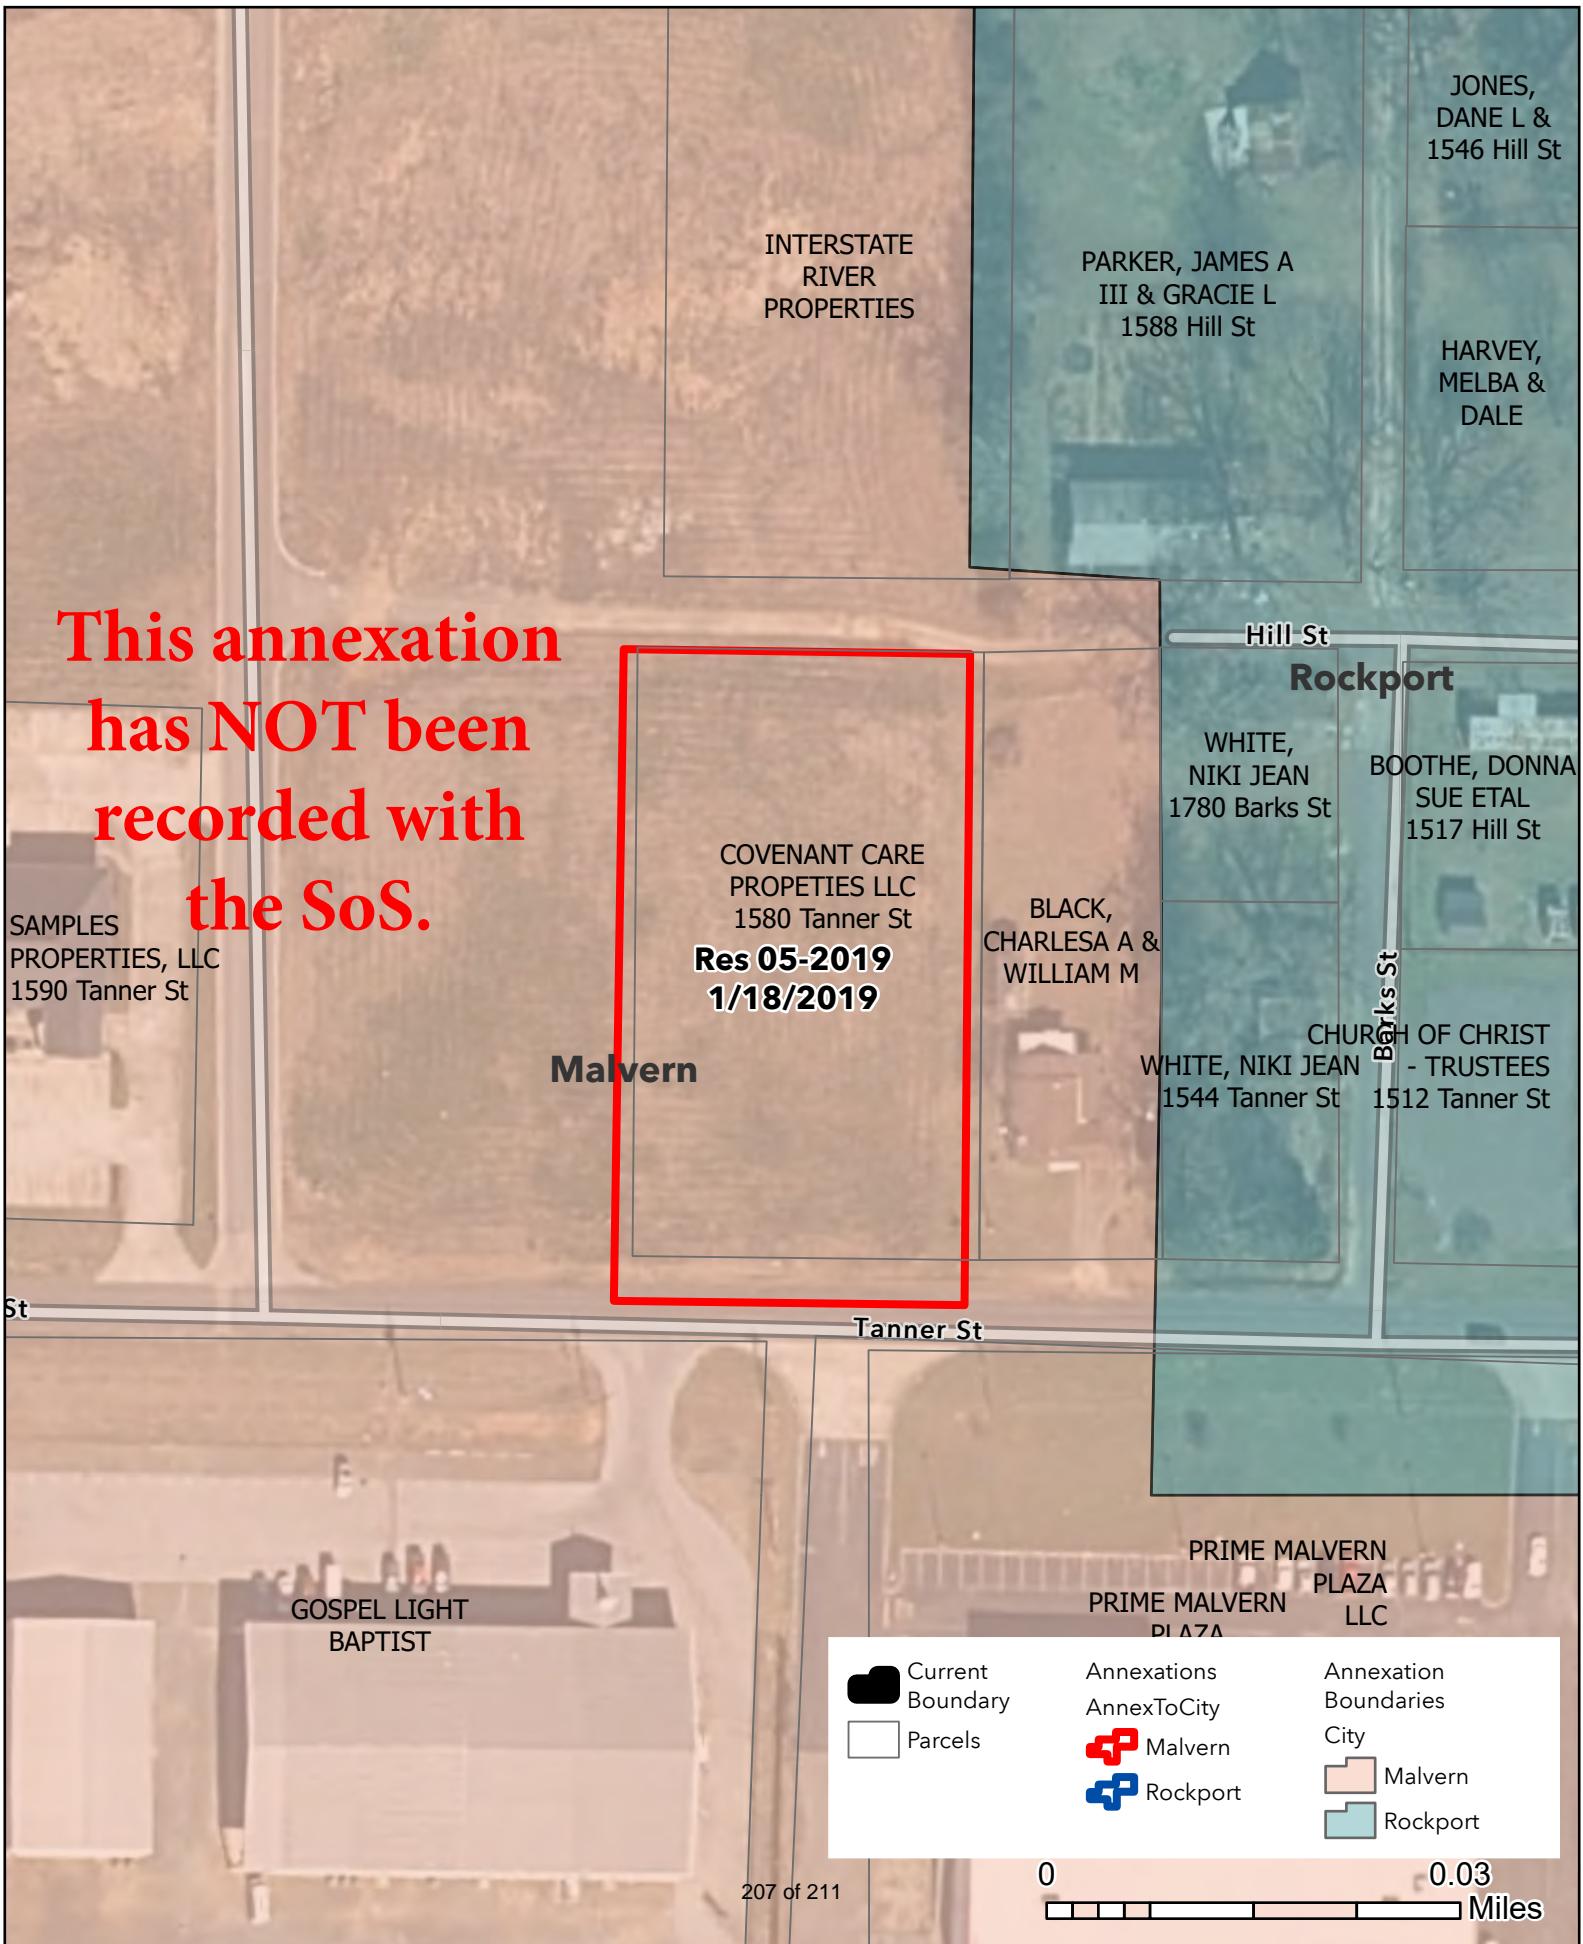 JONES,
DANE L &
1546 Hill St
INTERSTATE
RIVER
PROPERTIES
PARKER, JAMES A
III & GRACIE L
1588 Hill St
HARVEY,
MELBA &
DALE
This annexation
has NOT been
recorded with
the SoS.
Hill St
Rockport
WHITE,
NIKI JEAN
1780 Barks St
BOOTHE, DONNA
SUE ETAL
1517 Hill St
COVENANT CARE
PROPETIES LLC
1580 Tanner St
Res 05-2019
1/18/2019
BLACK,
CHARLESA A &
WILLIAM M
SAMPLES
PROPERTIES, LLC
1590 Tanner St
Malvern
Barks St
WHITE, NIKI JEAN
1544 Tanner St
CHURCH OF CHRIST
- TRUSTEES
1512 Tanner St
St
Tanner St
GOSPEL LIGHT
BAPTIST
PRIME MALVERN
PLAZA
LLC
PRIME MALVERN
PLAZA
Current
Boundary
Parcels
Annexations
AnnexToCity
Malvern
Rockport
Annexation
Boundaries
City
Malvern
Rockport
207 of 211
0 0.03
Miles